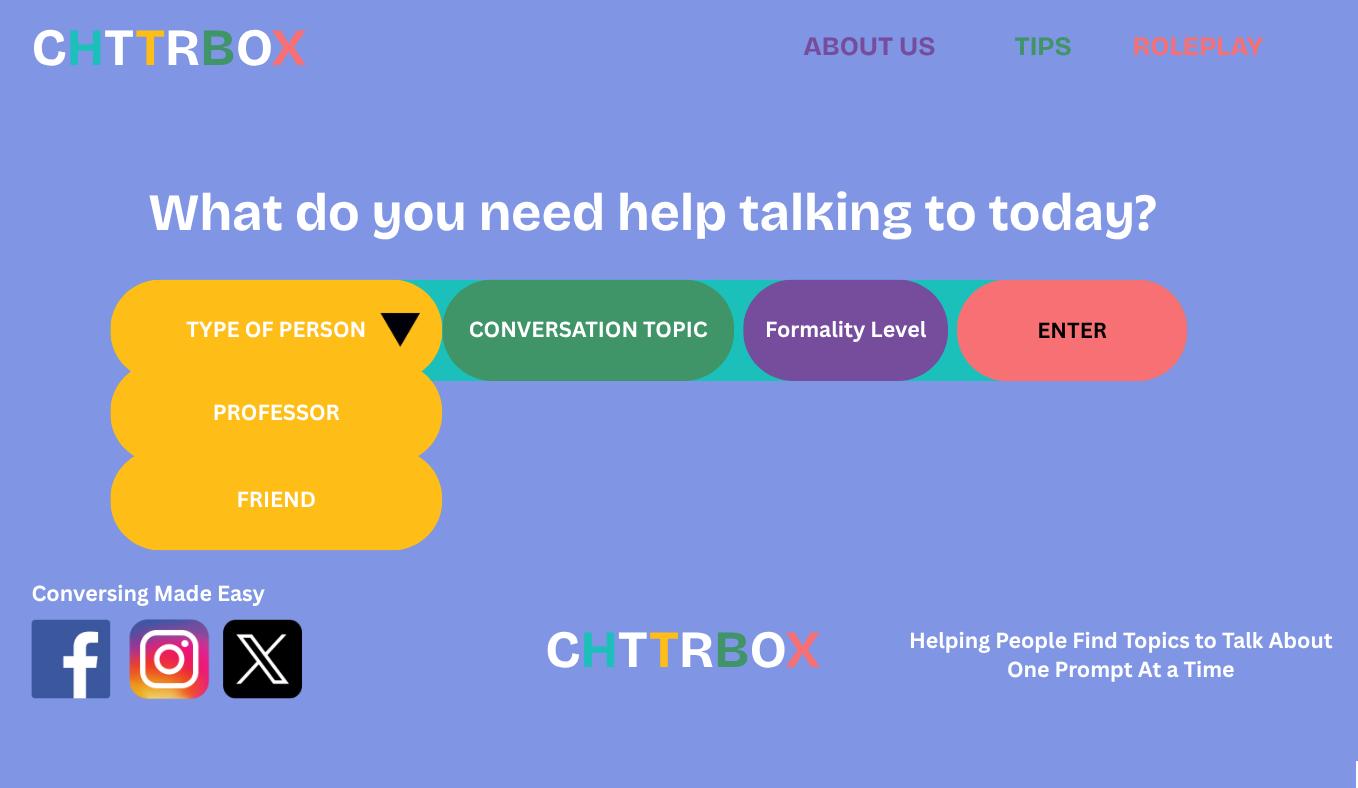 CHTTRBOX
ABOUT US
TIPS
ROLEPLAY
What do you need help talking to today?
TYPE OF PERSON
CONVERSATION TOPIC
Formality Level
ENTER
PROFESSOR
FRIEND
Conversing Made Easy
CHTTRBOX
Helping People Find Topics to Talk About
One Prompt At a Time